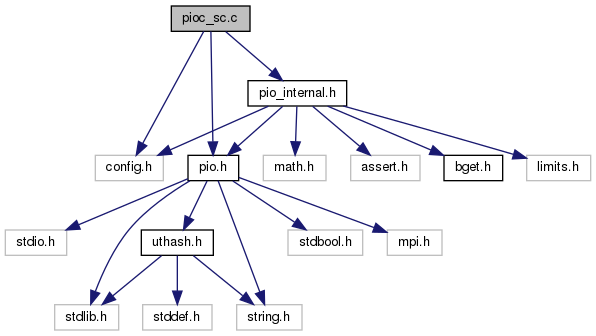 pioc_sc.c
pio_internal.h
config.h
pio.h
math.h
assert.h
bget.h
limits.h
stdio.h
uthash.h
stdbool.h
mpi.h
stdlib.h
stddef.h
string.h